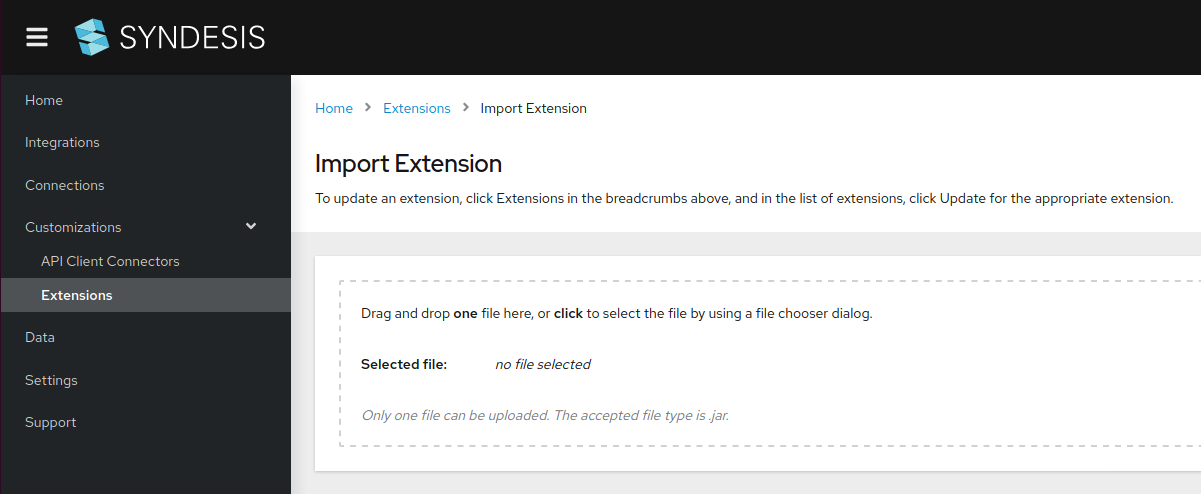 SYNDESIS
Home
Integrations
Connections
Customizations
API Client Connectors
Extensions
Data
Settings
Support
Home > Extensions > Import Extension
Import Extension
To update an extension, click Extensions in the breadcrumbs above, and in the list of extensions, click Update for the appropriate extension.
Drag and drop one file here, or click to select the file by using a file chooser dialog.
Selected file: no file selected
Only one file can be uploaded. The accepted file type is .jar.